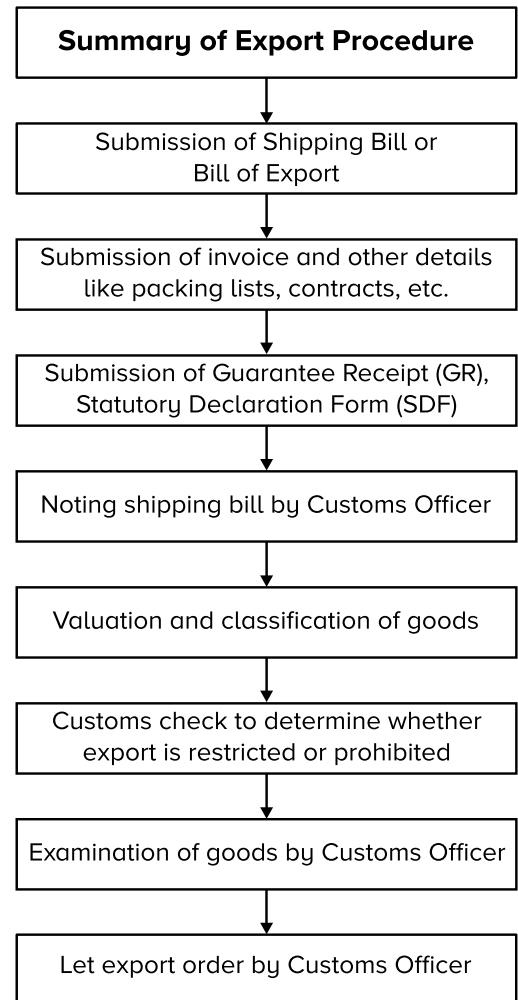 Summary of Export Procedure
Submission of Shipping Bill or
Bill of Export
Submission of invoice and other details
like packing lists, contracts, etc.
Submission of Guarantee Receipt (GR),
Statutory Declaration Form (SDF)
Noting shipping bill by Customs Officer
Valuation and classification of goods
Customs check to determine whether
export is restricted or prohibited
Examination of goods by Customs Officer
Let export order by Customs Officer